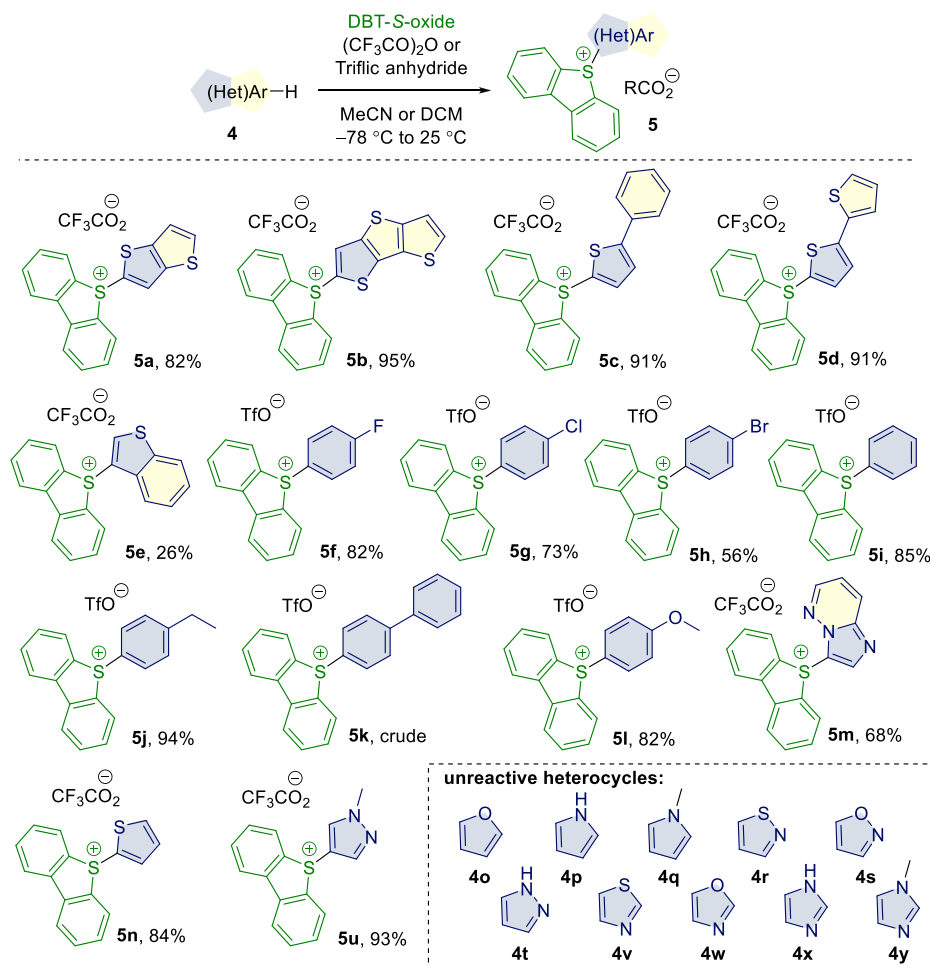 DBT-S-oxide
(CF3CO)2O or
Triflic anhydride
MeCN or DCM
–78 °C to 25 °C
(Het)Ar–H
4
(Het)Ar
S
⊕
RCO2
⊖
5
CF3CO2⊖
S⊕
S
S
5a, 82%
CF3CO2⊖
S⊕
S
S
S
5b, 95%
CF3CO2⊖
S⊕
S
5c, 91%
CF3CO2⊖
S⊕
S
S
5d, 91%
CF3CO2⊖
S⊕
S
5e, 26%
TfO⊖
S⊕
F
5f, 82%
TfO⊖
S⊕
Cl
5g, 73%
TfO⊖
S⊕
Br
5h, 56%
TfO⊖
S⊕
5i, 85%
TfO⊖
S⊕
5j, 94%
TfO⊖
S⊕
5k, crude
TfO⊖
S⊕
O
5l, 82%
CF3CO2⊖
S⊕
N
N
N
5m, 68%
CF3CO2⊖
S⊕
S
5n, 84%
CF3CO2⊖
S⊕
N
N
5u, 93%
unreactive heterocycles:
O
4o
H
N
4p
N
4q
S
N
4r
O
N
4s
H
N
N
4t
S
N
4v
O
N
4w
H
N
N
4x
N
N
4y